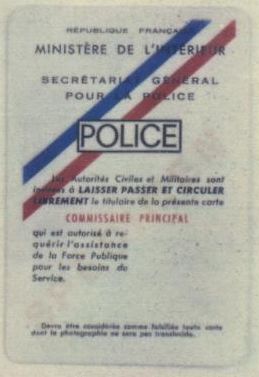 RÉPUBLIQUE FRANÇAISE
MINISTÈRE DE L'INTÉRIEUR
SECRÉTARIAT GÉNÉRAL
POUR LA POLICE
POLICE
Les Autorités Civiles et Militaires sont
invitées à LAISSER PASSER ET CIRCULER
LIBREMENT le titulaire de la présente carte
COMMISSAIRE PRINCIPAL
qui est autorisé à re-
quérir l'assistance
de la Force Publique
pour les besoins du
Service.
Devra être considérée comme falsifiée toute carte
dont la photographie ne sera pas translucide.